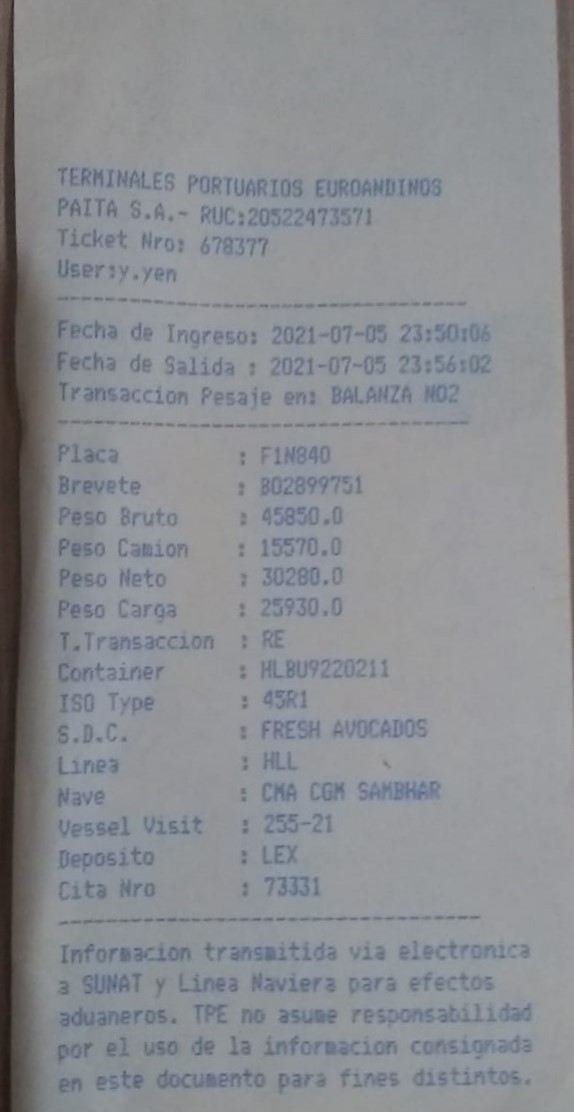 TERMINALES PORTUARIOS EUROANDINOS
PAITA S.A.- RUC:20522473571
Ticket Nro: 678377
User:y.yen
Fecha de Ingreso: 2021-07-05 23:50:06
Fecha de Salida : 2021-07-05 23:56:02
Transaccion Pesaje en: BALANZA NO2
Placa : F1N840
Brevete : B02899751
Peso Bruto : 45850.0
Peso Camion : 15570.0
Peso Neto : 30280.0
Peso Carga : 25930.0
T.Transaccion : RE
Container : HLBU9220211
ISO Type : 45R1
S.D.C. : FRESH AVOCADOS
Linea : HLL
Nave : CMA CGM SAMBHAR
Vessel Visit : 255-21
Deposito : LEX
Cita Nro : 73331
Informacion transmitida via electronica
a SUNAT y Linea Naviera para efectos
aduaneros. TPE no asume responsabilidad
por el uso de la informacion consignada
en este documento para fines distintos.